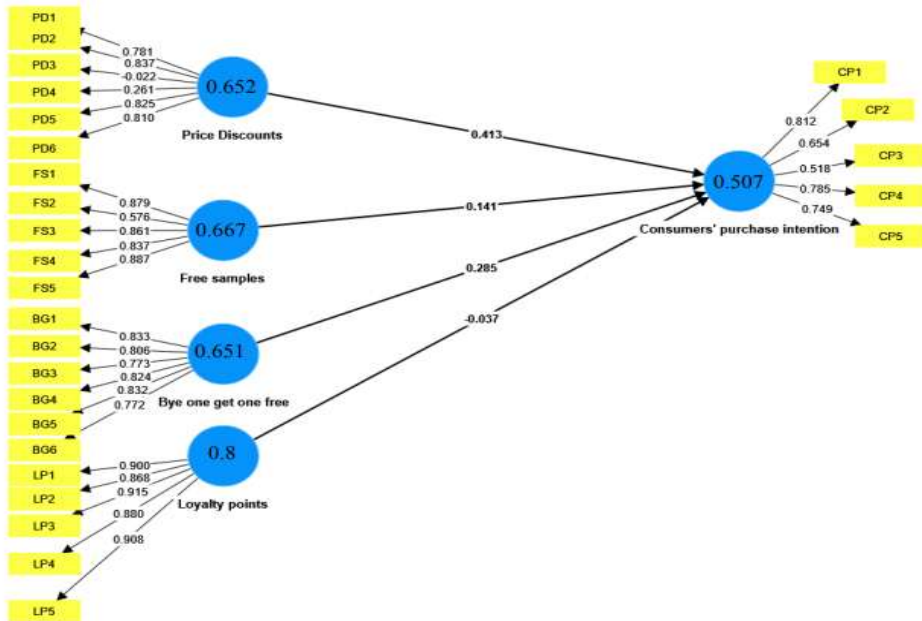 PD1
PD2
PD3
PD4
PD5
PD6
0.781
0.837
-0.022
0.261
0.825
0.810
0.652
Price Discounts
FS1
FS2
FS3
FS4
FS5
0.879
0.576
0.861
0.837
0.887
0.667
Free samples
BG1
BG2
BG3
BG4
BG5
BG6
0.833
0.806
0.773
0.824
0.832
0.772
0.651
Bye one get one free
LP1
LP2
LP3
LP4
LP5
0.900
0.868
0.915
0.880
0.908
0.8
Loyalty points
0.413
0.141
0.285
-0.037
0.507
Consumers' purchase intention
0.812
0.654
0.518
0.785
0.749
CP1
CP2
CP3
CP4
CP5